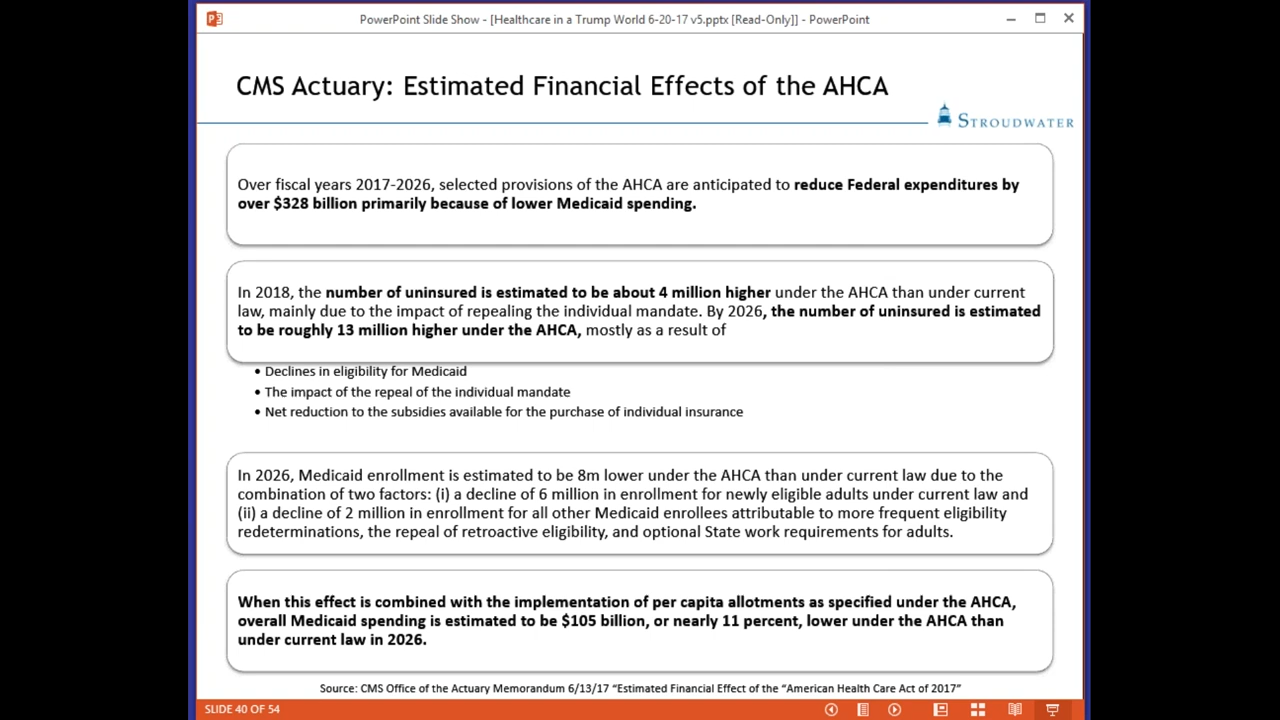 PowerPoint Slide Show - [Healthcare in a Trump World 6-20-17 v5.pptx [Read-Only]] - PowerPoint
CMS Actuary: Estimated Financial Effects of the AHCA
STROUDWATER
Over fiscal years 2017-2026, selected provisions of the AHCA are anticipated to reduce Federal expenditures by
over $328 billion primarily because of lower Medicaid spending.
In 2018, the number of uninsured is estimated to be about 4 million higher under the AHCA than under current
law, mainly due to the impact of repealing the individual mandate. By 2026, the number of uninsured is estimated
to be roughly 13 million higher under the AHCA, mostly as a result of
• Declines in eligibility for Medicaid
• The impact of the repeal of the individual mandate
• Net reduction to the subsidies available for the purchase of individual insurance
In 2026, Medicaid enrollment is estimated to be 8m lower under the AHCA than under current law due to the
combination of two factors: (i) a decline of 6 million in enrollment for newly eligible adults under current law and
(ii) a decline of 2 million in enrollment for all other Medicaid enrollees attributable to more frequent eligibility
redeterminations, the repeal of retroactive eligibility, and optional State work requirements for adults.
When this effect is combined with the implementation of per capita allotments as specified under the AHCA,
overall Medicaid spending is estimated to be $105 billion, or nearly 11 percent, lower under the AHCA than
under current law in 2026.
Source: CMS Office of the Actuary Memorandum 6/13/17 "Estimated Financial Effect of the "American Health Care Act of 2017"
SLIDE 40 OF 54